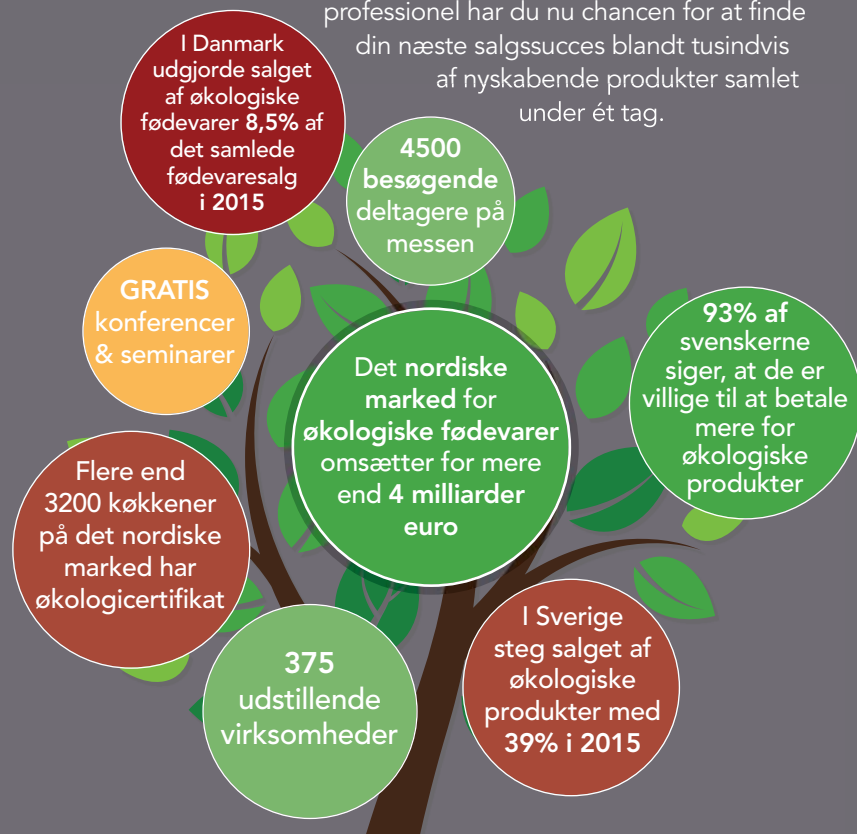 professionel har du nu chancen for at finde
din næste salgssucces blandt tusindvis
af nyskabende produkter samlet
under ét tag.
I Danmark
udgjorde salget
af økologiske
fødevarer 8,5% af
det samlede
fødevaresalg
i 2015
4500
besøgende
deltagere på
messen
GRATIS
konferencer
& seminarer
Det nordiske
marked for
økologiske fødevarer
omsætter for mere
end 4 milliarder
euro
93% af
svenskerne
siger, at de er
villige til at betale
mere for
økologiske
produkter
Flere end
3200 køkkener
på det nordiske
marked har
økologicertifikat
375
udstillende
virksomheder
I Sverige
steg salget af
økologiske
produkter med
39% i 2015